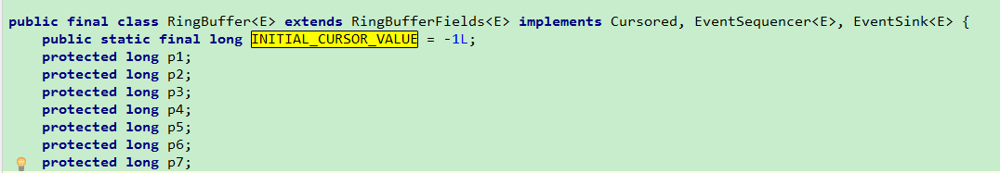 public final class RingBuffer<E> extends RingBufferFields<E> implements Cursored, EventSequencer<E>, EventSink<E> {
    public static final long INITIAL_CURSOR_VALUE = -1L;
    protected long p1;
    protected long p2;
    protected long p3;
    protected long p4;
    protected long p5;
    protected long p6;
    protected long p7;